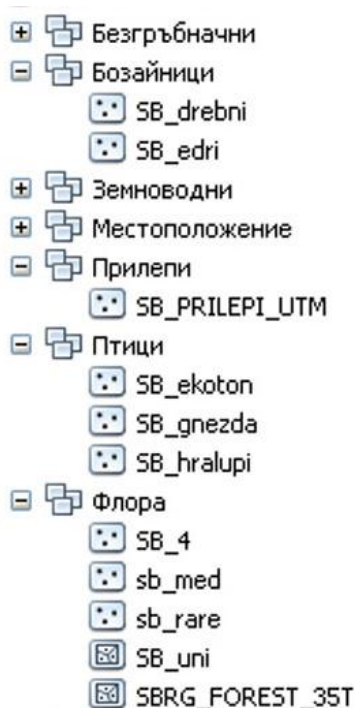 Безгръбначни
Бозайници
SB_drebni
SB_edri
Земноводни
Местоположение
Прилепи
SB_PRILEPI_UTM
Птици
SB_ekoton
SB_gnezda
SB_hralupi
Флора
SB_4
sb_med
sb_rare
SB_uni
SBRG_FOREST_35T